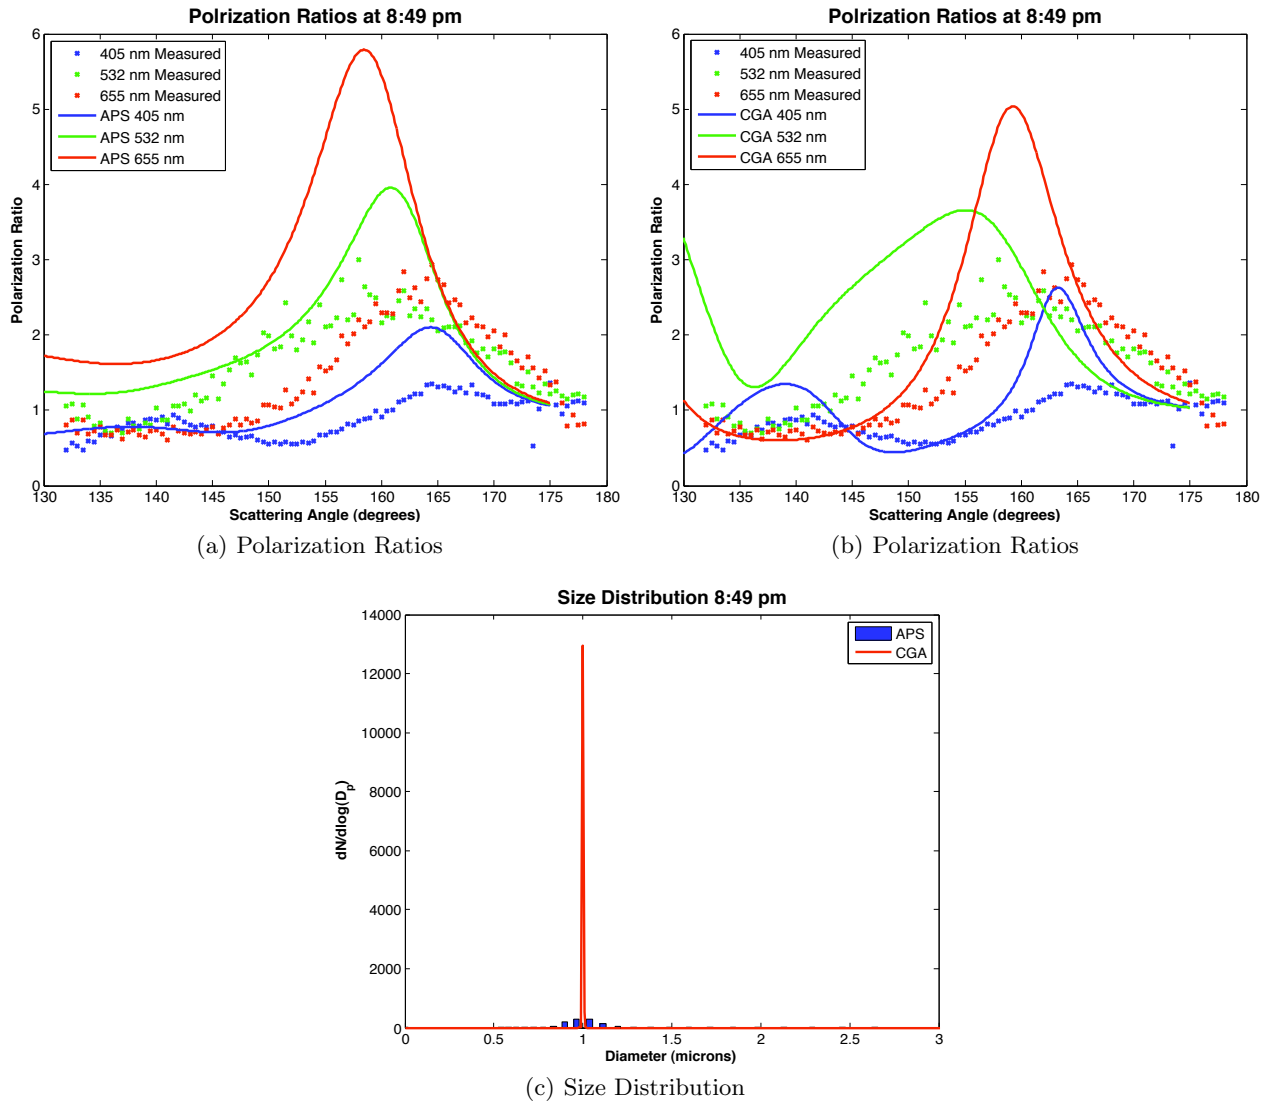 Polrization Ratios at 8:49 pm
6
5
4
3
2
1
0
Polarization Ratio
405 nm Measured
532 nm Measured
655 nm Measured
APS 405 nm
APS 532 nm
APS 655 nm
130 135 140 145 150 155 160 165 170 175 180
Scattering Angle (degrees)
(a) Polarization Ratios
Polrization Ratios at 8:49 pm
6
5
4
3
2
1
0
Polarization Ratio
405 nm Measured
532 nm Measured
655 nm Measured
CGA 405 nm
CGA 532 nm
CGA 655 nm
130 135 140 145 150 155 160 165 170 175 180
Scattering Angle (degrees)
(b) Polarization Ratios
Size Distribution 8:49 pm
14000
12000
10000
8000
6000
4000
2000
0
dN/dlog(D_p)
APS
CGA
0 0.5 1 1.5 2 2.5 3
Diameter (microns)
(c) Size Distribution